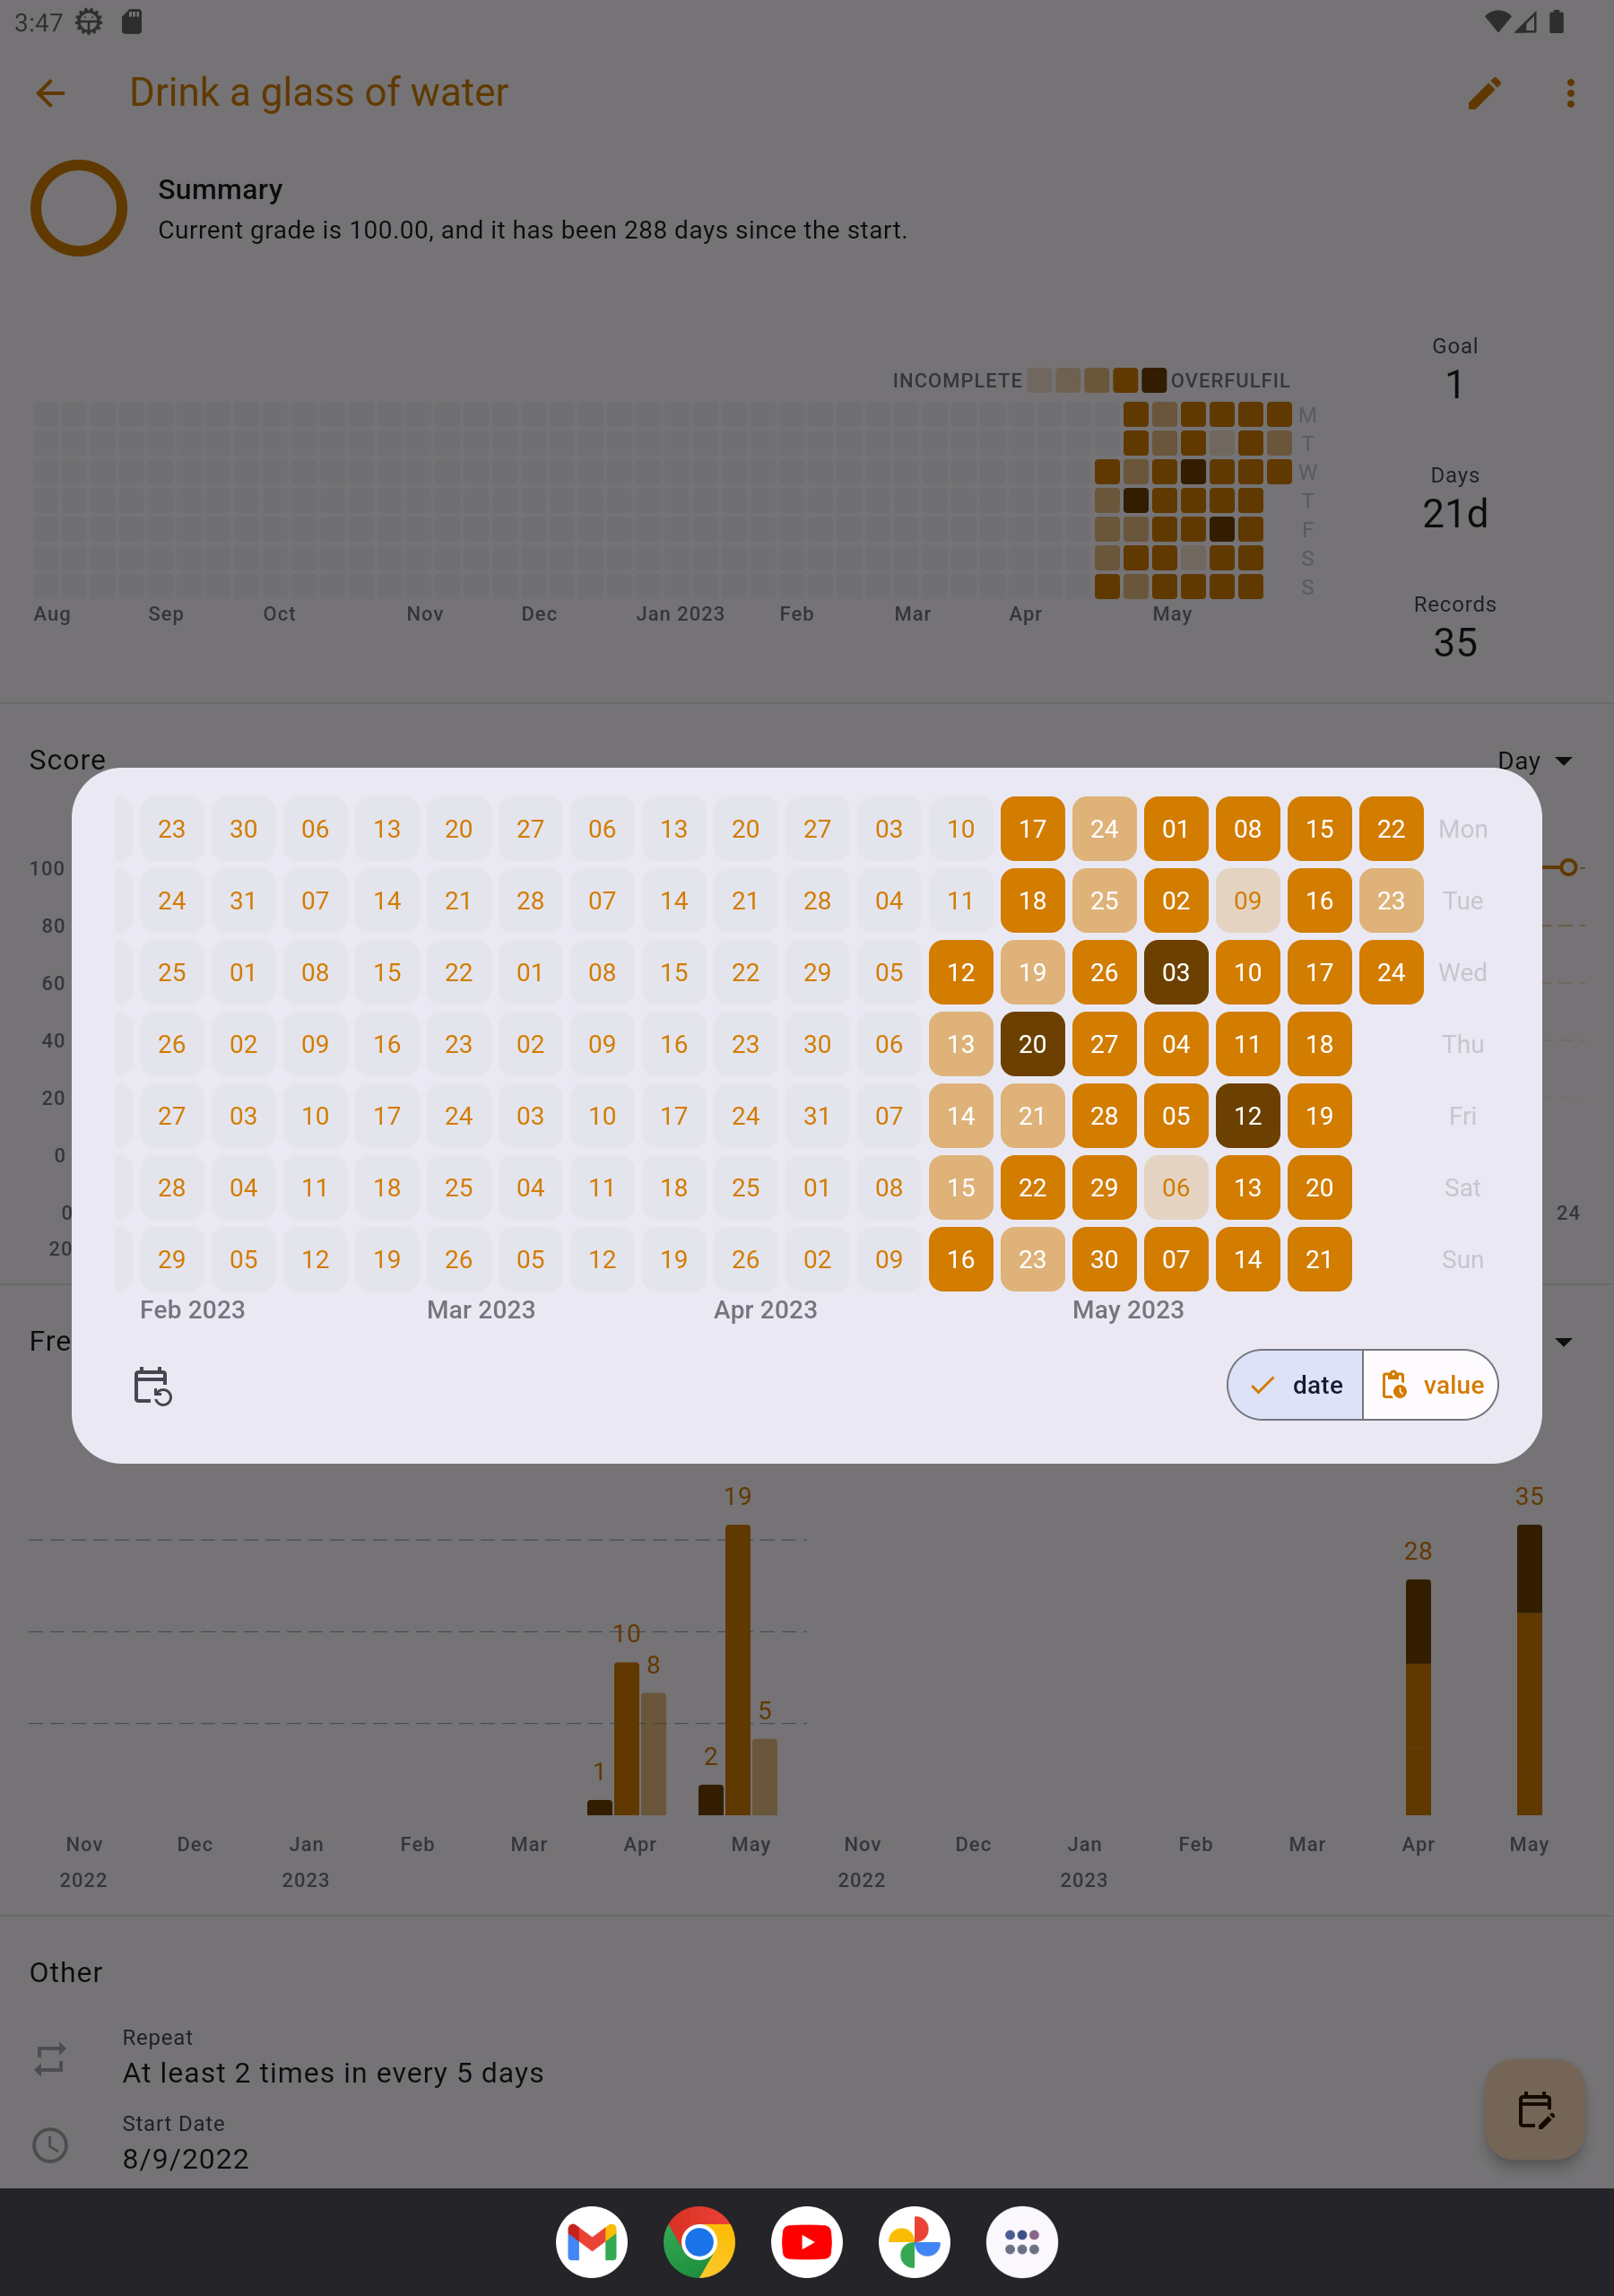 3:47
Drink a glass of water
Summary
Current grade is 100.00, and it has been 288 days since the start.
Goal
1
INCOMPLETE OVERFULFIL
M
T
W
T
F
S
S
Aug Sep Oct Nov Dec Jan 2023 Feb Mar Apr May
Days
21d
Records
35
Score
Day
100
80
60
40
20
0
0
20
24
23 30 06 13 20 27 06 13 20 27 03 10 17 24 01 08 15 22 Mon
24 31 07 14 21 28 07 14 21 28 04 11 18 25 02 09 16 23 Tue
25 01 08 15 22 01 08 15 22 29 05 12 19 26 03 10 17 24 Wed
26 02 09 16 23 02 09 16 23 30 06 13 20 27 04 11 18 Thu
27 03 10 17 24 03 10 17 24 31 07 14 21 28 05 12 19 Fri
28 04 11 18 25 04 11 18 25 01 08 15 22 29 06 13 20 Sat
29 05 12 19 26 05 12 19 26 02 09 16 23 30 07 14 21 Sun
Feb 2023 Mar 2023 Apr 2023 May 2023
date value
Fre
19
35
28
10
8
5
2
1
Nov Dec Jan Feb Mar Apr May Nov Dec Jan Feb Mar Apr May
2022 2023 2022 2023
Other
Repeat
At least 2 times in every 5 days
Start Date
8/9/2022